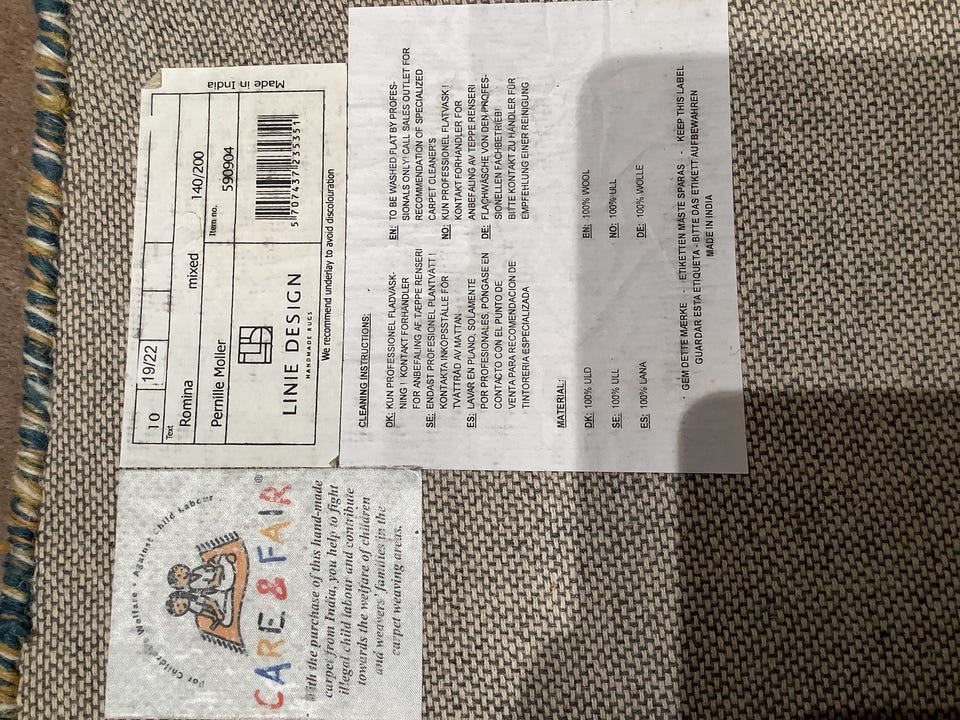 For Children's Welfare • Against Child Labour
CARE & FAIR®
With the purchase of this hand-made
carpet from India, you help to fight
illegal child labour and contribute
towards the welfare of children
and weavers' families in the
carpet weaving areas.
10 19/22
Text
Romina mixed 140/200
Pernille Moller Item no. 590904
LINIE DESIGN
HANDMADE RUGS
5 707437 235351
We recommend underlay to avoid discolouration
Made in India
CLEANING INSTRUCTIONS:
DK: KUN PROFESSIONEL FLADVASK-
NING ! KONTAKT FORHANDLER
FOR ANBEFALING AF TÆPPE RENSERI
SE: ENDAST PROFESIONEL PLANTVÄTT !
KONTAKTA INKOPSSTÄLLE FÖR
TVÄTTRÅD AV MATTAN
ES: LAVAR EN PLANO, SOLAMENTE
POR PROFESIONALES. PÓNGASE EN
CONTACTO CON EL PUNTO DE
VENTA PARA RECOMENDACION DE
TINTORERIA ESPECIALIZADA
EN: TO BE WASHED FLAT BY PROFES-
SIONALS ONLY! CALL SALES OUTLET FOR
RECOMMENDATION OF SPECIALIZED
CARPET CLEANER'S
NO: KUN PROFESSIONEL FLATVASK !
KONTAKT FORHANDLER FOR
ANBEFALING AV TEPPE RENSERI
DE: FLACHWÄSCHE VON DEN PROFES-
SIONELLEN FACHBETRIEB!
BITTE KONTAKT ZU HÄNDLER FÜR
EMPFEHLUNG EINER REINIGUNG
MATERIAL:
DK: 100% ULD EN: 100% WOOL
SE: 100% ULL NO: 100% ULL
ES: 100% LANA DE: 100% WOLLE
· GEM DETTE MÆRKE · ETIKETTEN MÅSTE SPARAS · KEEP THIS LABEL
GUARDAR ESTA ETIQUETA - BITTE DAS ETIKETT AUFBEWAHREN
MADE IN INDIA